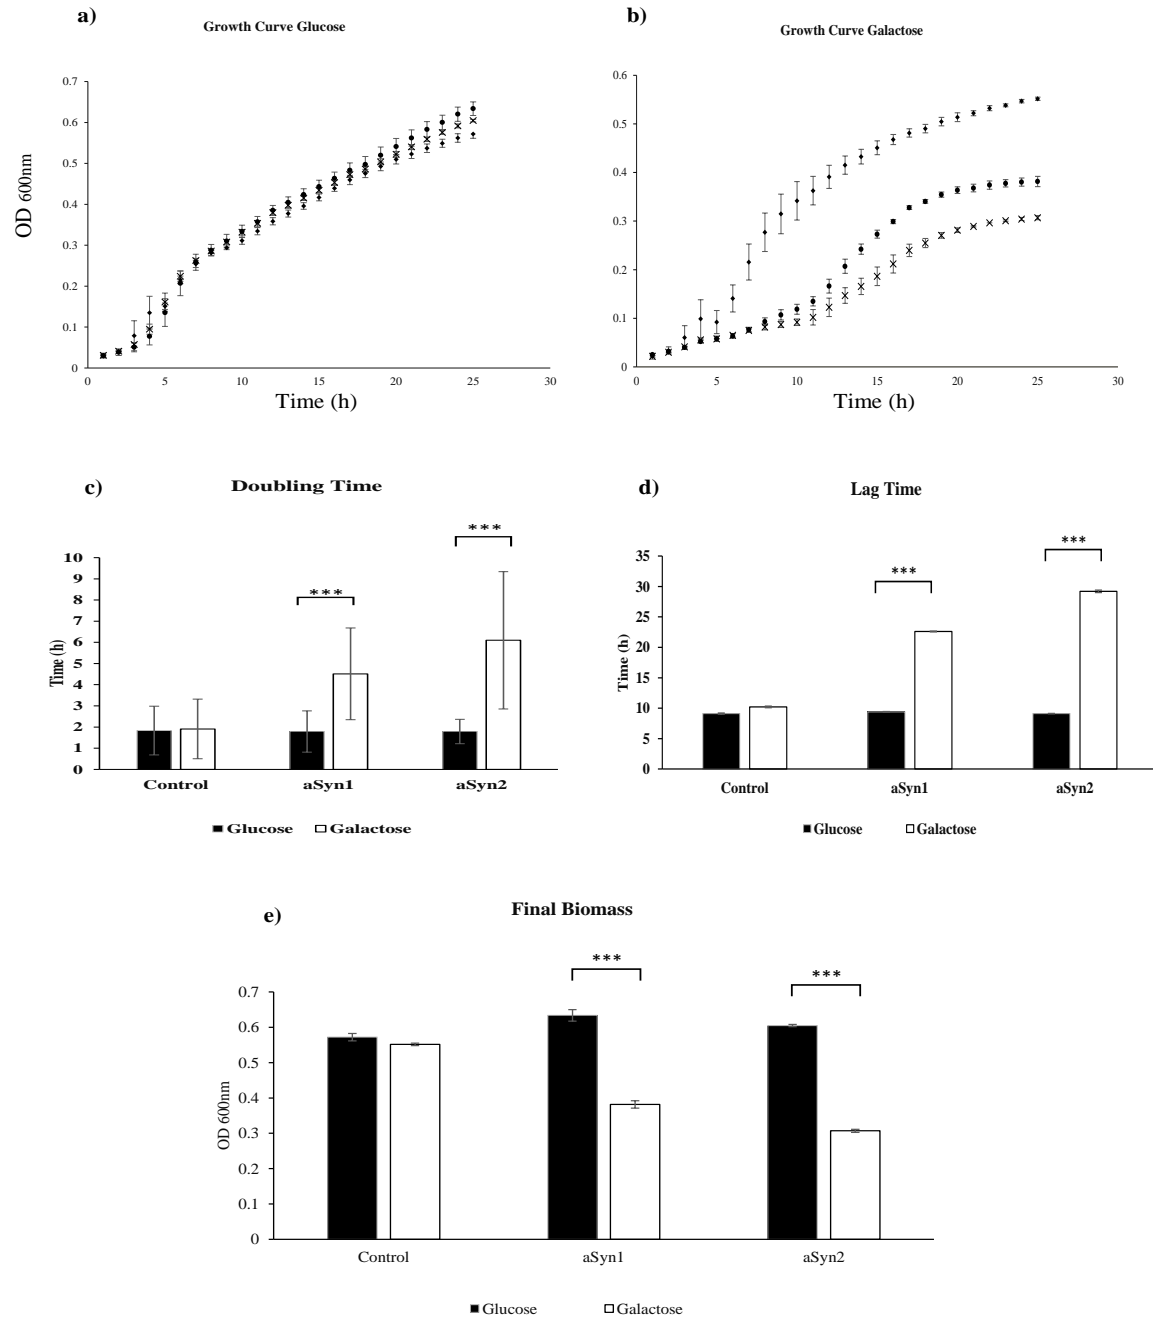 a)
Growth Curve Glucose
OD 600nm
0.7
0.6
0.5
0.4
0.3
0.2
0.1
0
0 5 10 15 20 25 30
Time (h)
b)
Growth Curve Galactose
0.6
0.5
0.4
0.3
0.2
0.1
0
0 5 10 15 20 25 30
Time (h)
c)
Doubling Time
Time (h)
10
9
8
7
6
5
4
3
2
1
0
***
***
Control aSyn1 aSyn2
Glucose Galactose
d)
Lag Time
Time (h)
35
30
25
20
15
10
5
0
***
***
Control aSyn1 aSyn2
Glucose Galactose
e)
Final Biomass
OD 600nm
0.7
0.6
0.5
0.4
0.3
0.2
0.1
0
***
***
Control aSyn1 aSyn2
Glucose Galactose